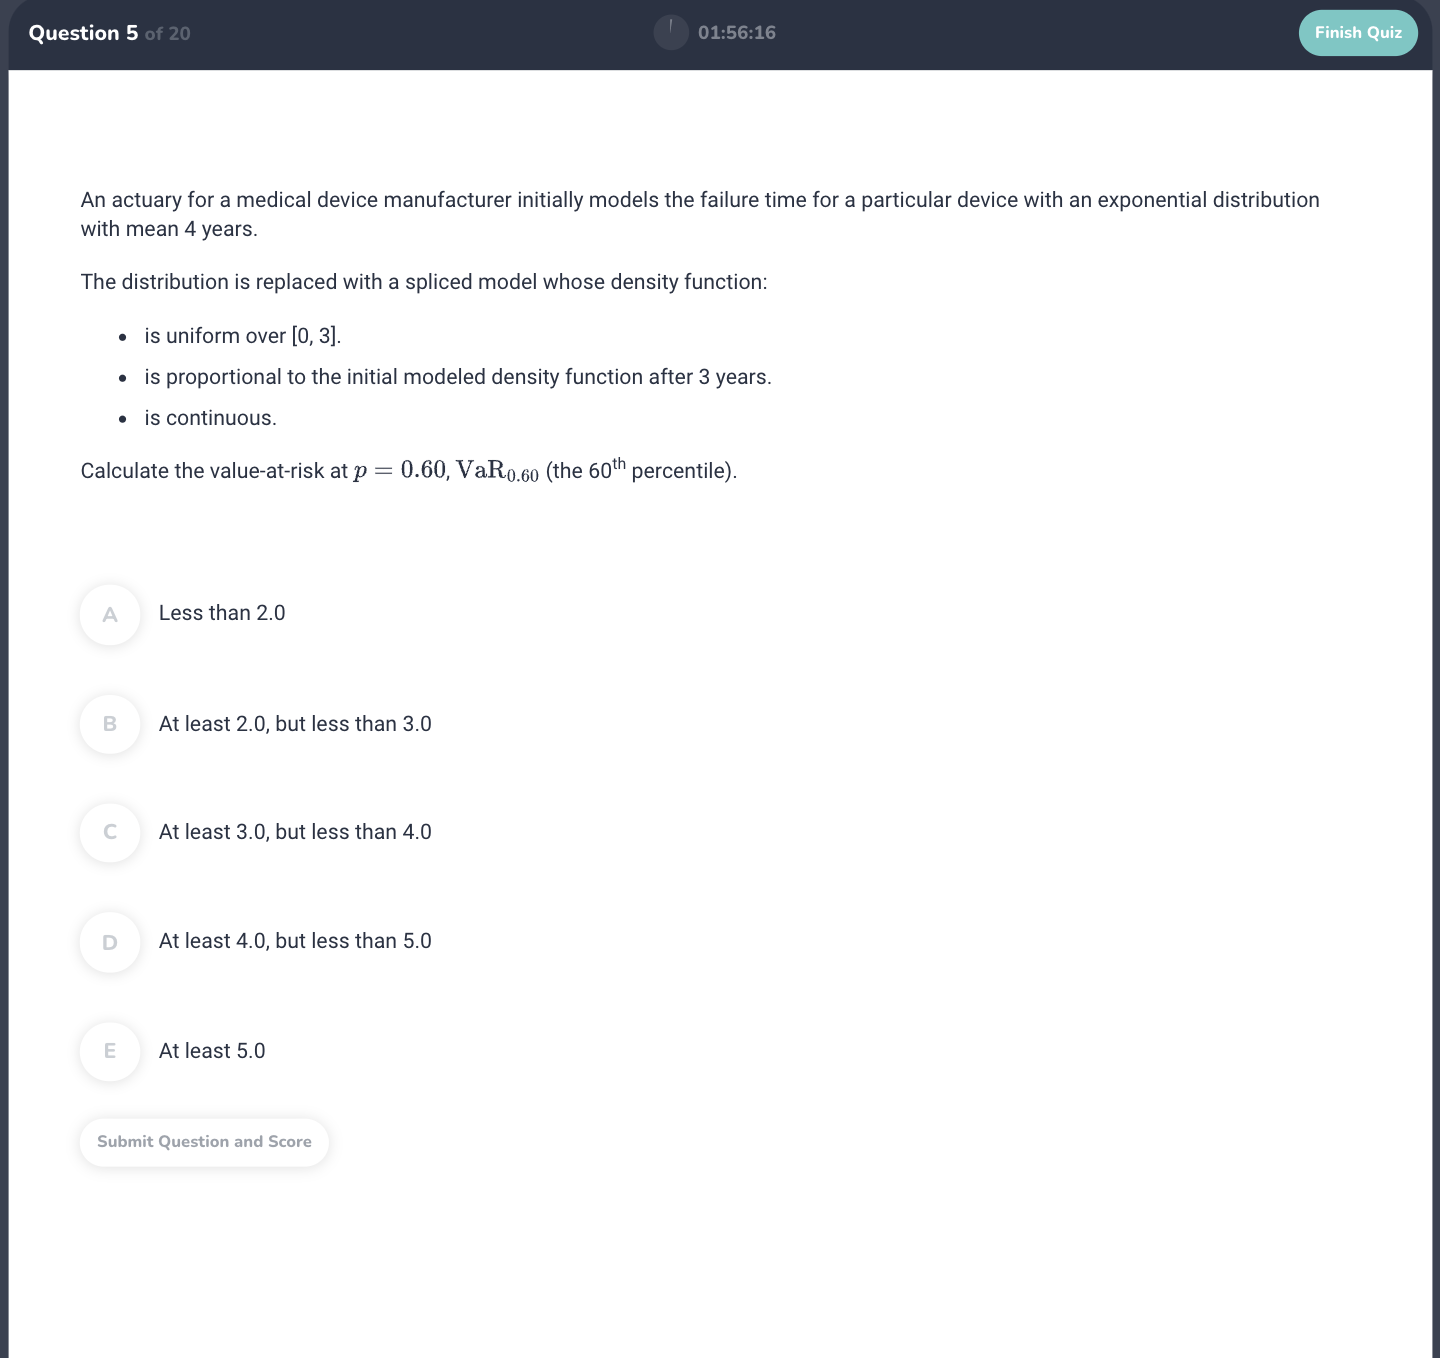 Question 5 of 20
01:56:16
Finish Quiz
An actuary for a medical device manufacturer initially models the failure time for a particular device with an exponential distribution
with mean 4 years.
The distribution is replaced with a spliced model whose density function:
• is uniform over [0, 3].
• is proportional to the initial modeled density function after 3 years.
• is continuous.
Calculate the value-at-risk at p = 0.60, VaR₀.₆₀ (the 60th percentile).
A Less than 2.0
B At least 2.0, but less than 3.0
C At least 3.0, but less than 4.0
D At least 4.0, but less than 5.0
E At least 5.0
Submit Question and Score